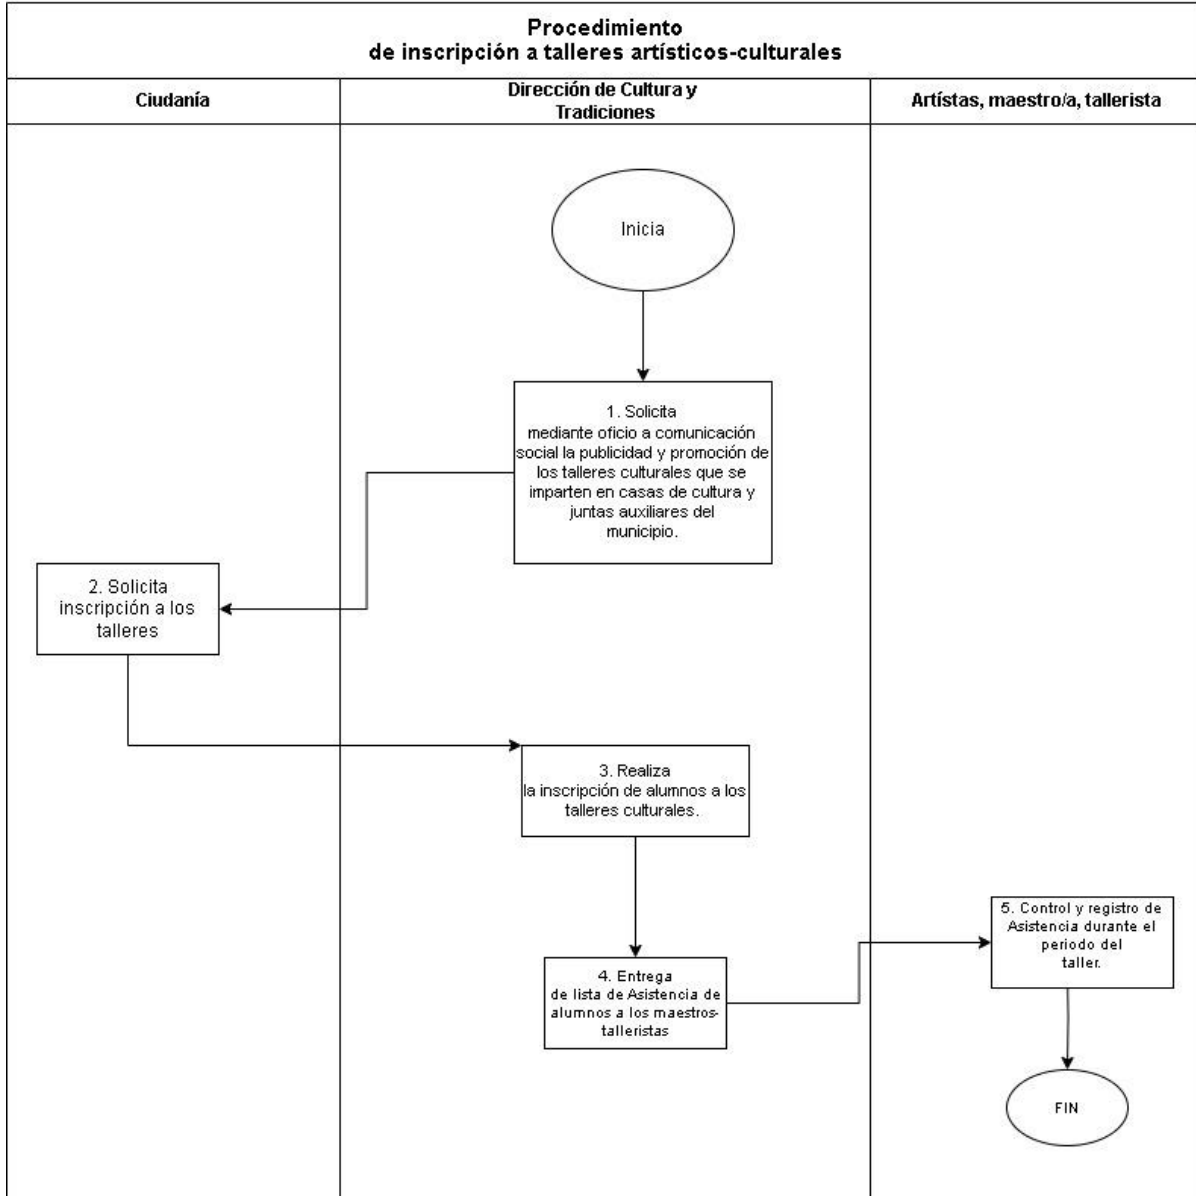 Procedimiento
de inscripción a talleres artísticos-culturales
Ciudanía
Dirección de Cultura y
Tradiciones
Artístas, maestro/a, tallerista
Inicia
1. Solicita
mediante oficio a comunicación
social la publicidad y promoción de
los talleres culturales que se
imparten en casas de cultura y
juntas auxiliares del
municipio.
2. Solicita
inscripción a los
talleres
3. Realiza
la inscripción de alumnos a los
talleres culturales.
4. Entrega
de lista de Asistencia de
alumnos a los maestros-
talleristas
5. Control y registro de
Asistencia durante el
periodo del
taller.
FIN